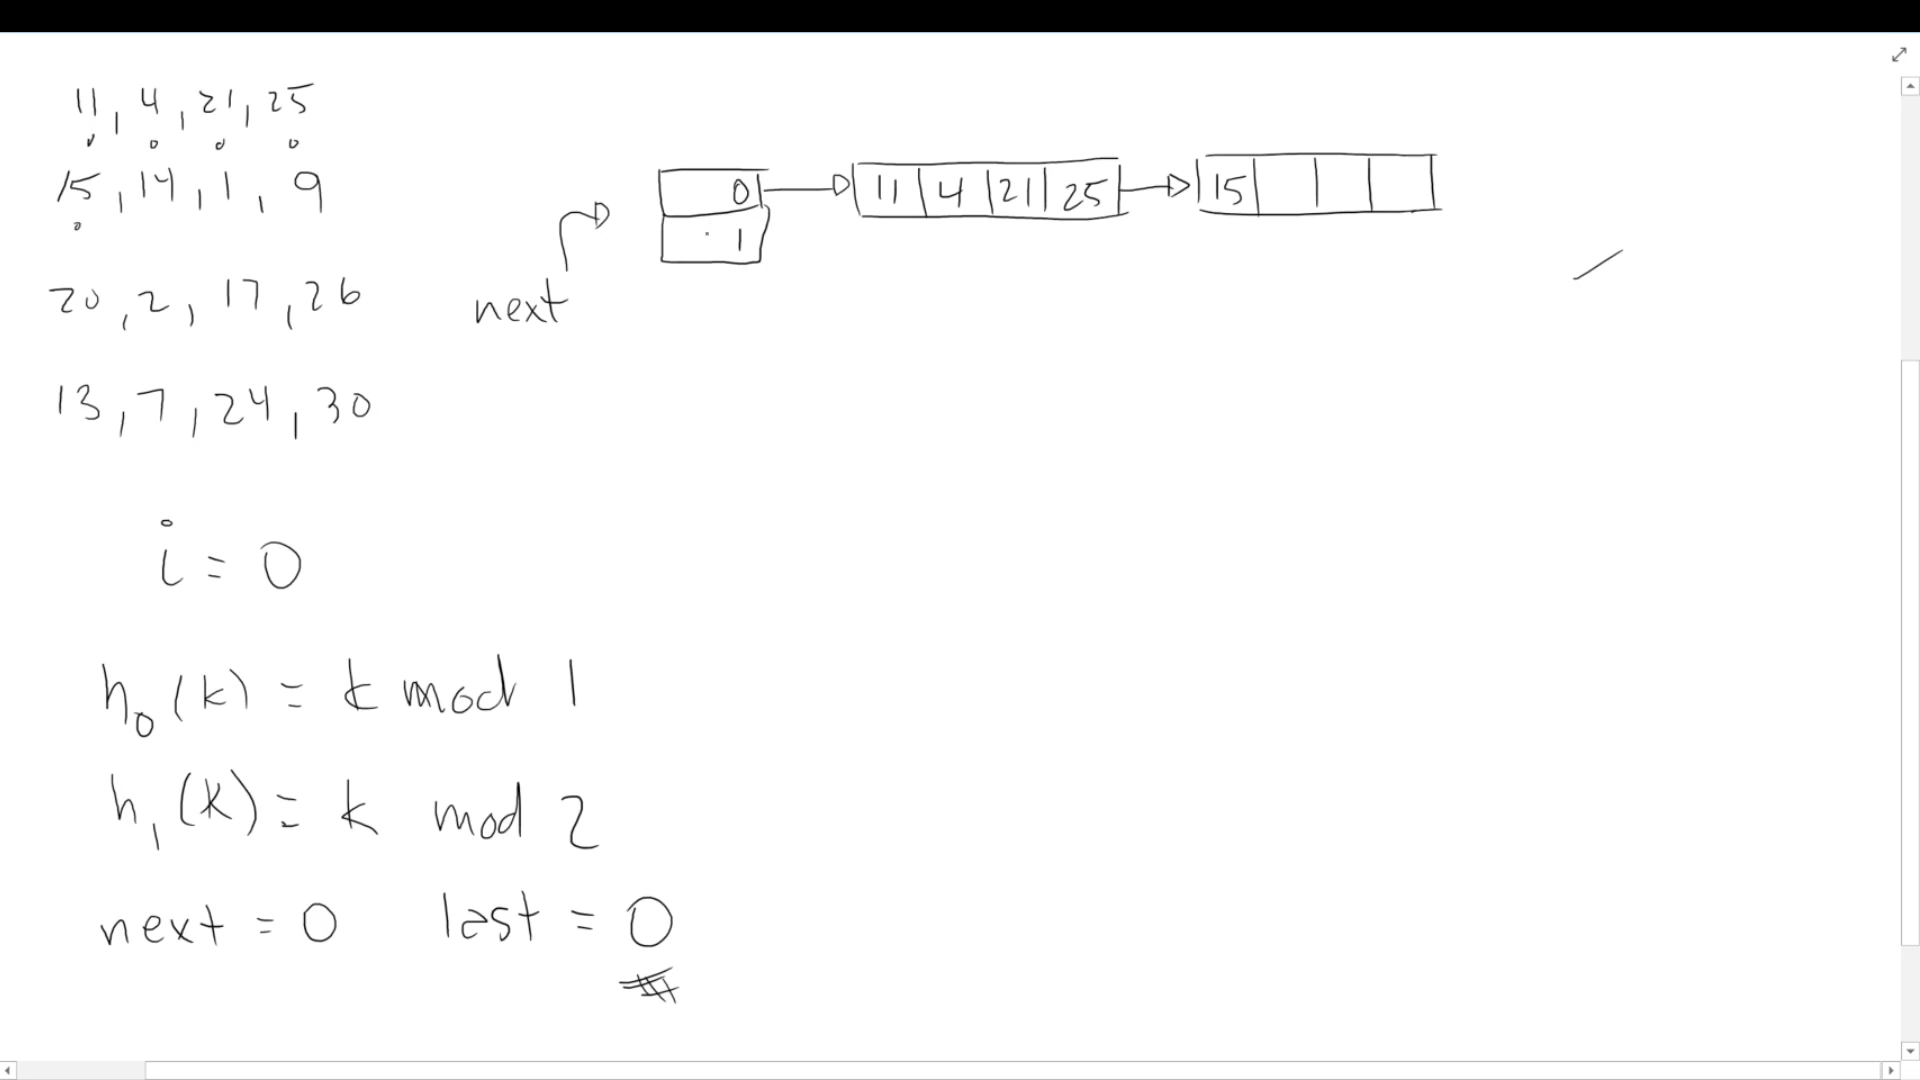 11, 4, 21, 25
15, 14, 1, 9
20, 2, 17, 26
13, 7, 24, 30
0 11 4 21 25 15
1
next
i = 0
h0(k) = k mod 1
h1(k) = k mod 2
next = 0 last = 0